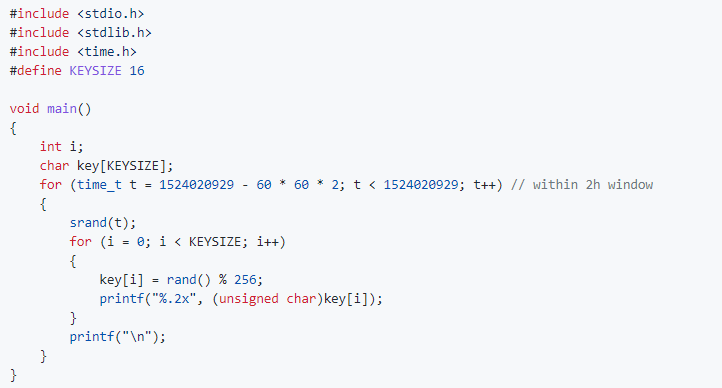 #include <stdio.h>
#include <stdlib.h>
#include <time.h>
#define KEYSIZE 16

void main()
{
    int i;
    char key[KEYSIZE];
    for (time_t t = 1524020929 - 60 * 60 * 2; t < 1524020929; t++) // within 2h window
    {
        srand(t);
        for (i = 0; i < KEYSIZE; i++)
        {
            key[i] = rand() % 256;
            printf("%.2x", (unsigned char)key[i]);
        }
        printf("\n");
    }
}